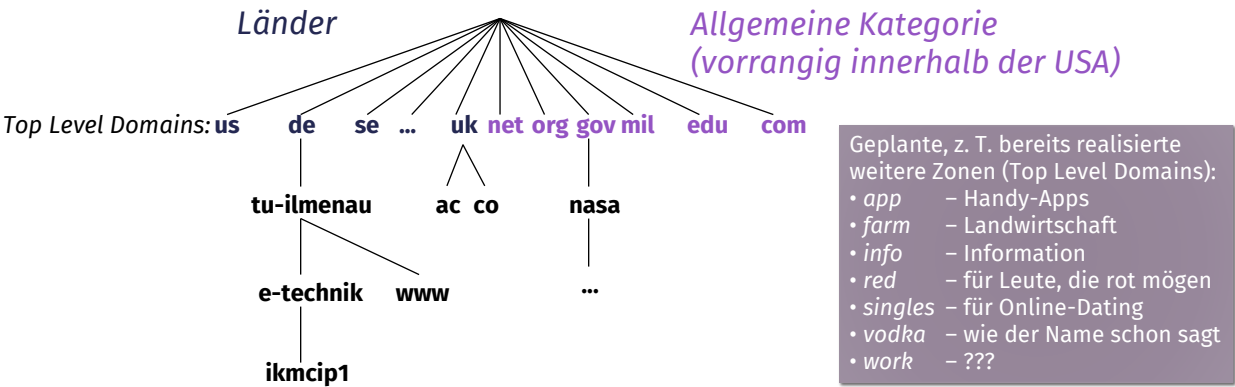 Länder
Allgemeine Kategorie
(vorrangig innerhalb der USA)
Top Level Domains: us de se ... uk net org gov mil edu com
tu-ilmenau ac co nasa
e-technik www ...
ikmcip1
Geplante, z. T. bereits realisierte
weitere Zonen (Top Level Domains):
• app – Handy-Apps
• farm – Landwirtschaft
• info – Information
• red – für Leute, die rot mögen
• singles – für Online-Dating
• vodka – wie der Name schon sagt
• work – ???